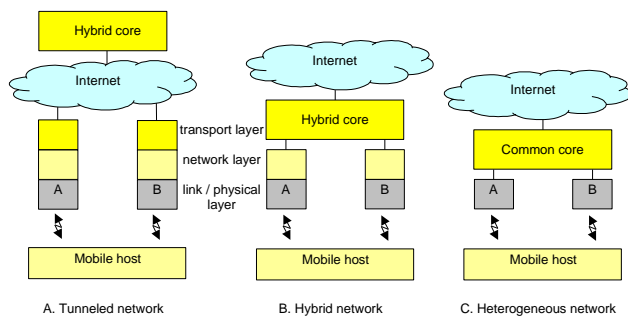 Hybrid core
Internet
transport layer
network layer
A
B
link / physical
layer
Mobile host
A. Tunneled network
Internet
Hybrid core
A
B
Mobile host
B. Hybrid network
Internet
Common core
A
B
Mobile host
C. Heterogeneous network